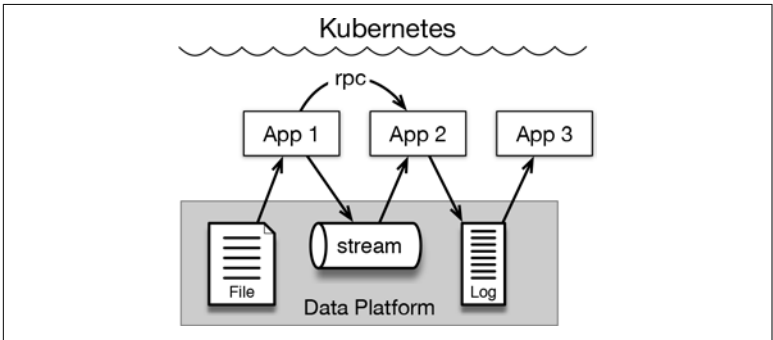 Kubernetes
rpc
App 1
App 2
App 3
stream
File
Log
Data Platform